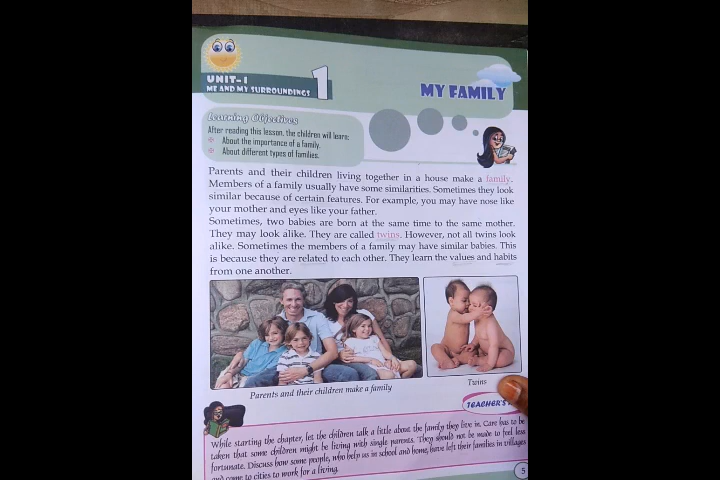 UNIT-I
ME AND MY SURROUNDINGS
1
MY FAMILY
Learning Objectives
After reading this lesson, the children will learn:
About the importance of a family.
About different types of families.
Parents and their children living together in a house make a family.
Members of a family usually have some similarities. Sometimes they look
similar because of certain features. For example, you may have nose like
your mother and eyes like your father.
Sometimes, two babies are born at the same time to the same mother.
They may look alike. They are called twins. However, not all twins look
alike. Sometimes the members of a family may have similar babies. This
is because they are related to each other. They learn the values and habits
from one another.
Parents and their children make a family
Twins
TEACHER'S
While starting the chapter, let the children talk a little about the family they live in. Care has to be
taken that some children might be living with single parents. They should not be made to feel less
fortunate. Discuss how some people, who help us in school and home, have left their families in villages
and come to cities to work for a living.
5